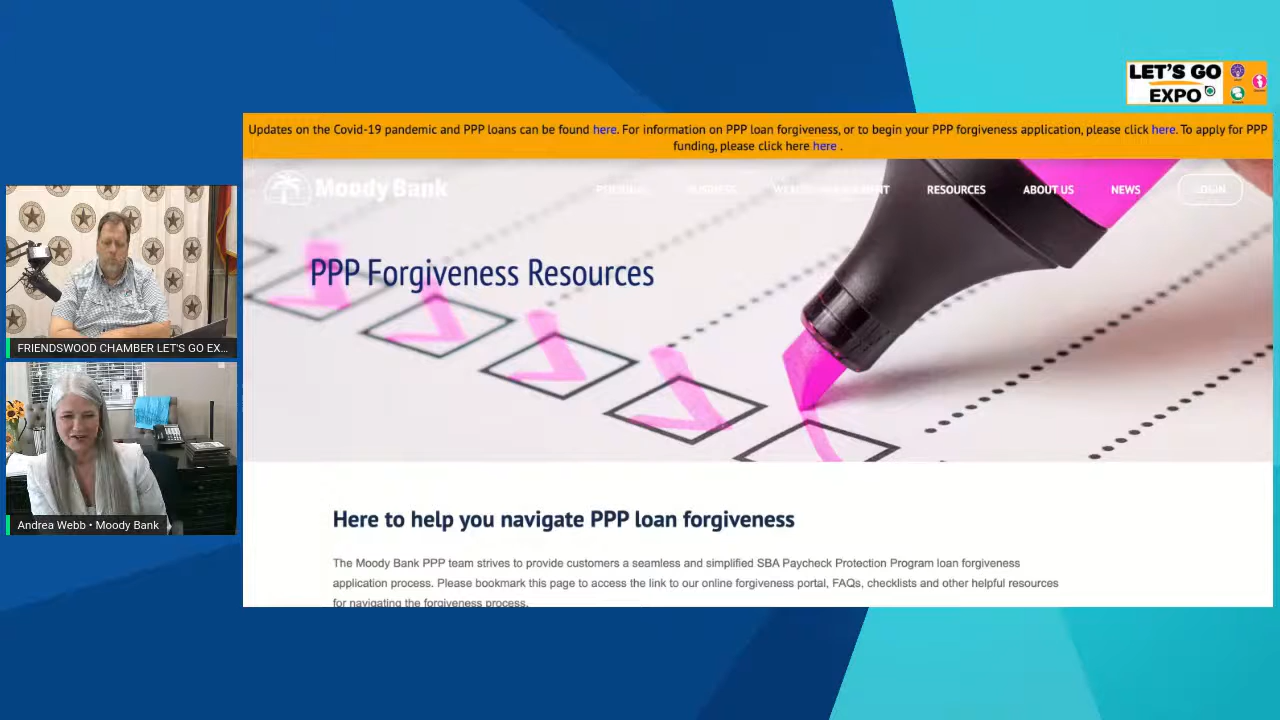 LET'S GO
EXPO
Updates on the Covid-19 pandemic and PPP loans can be found here. For information on PPP loan forgiveness, or to begin your PPP forgiveness application, please click here. To apply for PPP
funding, please click here here .
Moody Bank
PERSONAL BUSINESS WEALTH MANAGEMENT RESOURCES ABOUT US NEWS LOGIN
PPP Forgiveness Resources
FRIENDSWOOD CHAMBER LET'S GO EX...
Andrea Webb • Moody Bank
Here to help you navigate PPP loan forgiveness
The Moody Bank PPP team strives to provide customers a seamless and simplified SBA Paycheck Protection Program loan forgiveness
application process. Please bookmark this page to access the link to our online forgiveness portal, FAQs, checklists and other helpful resources
for navigating the forgiveness process.